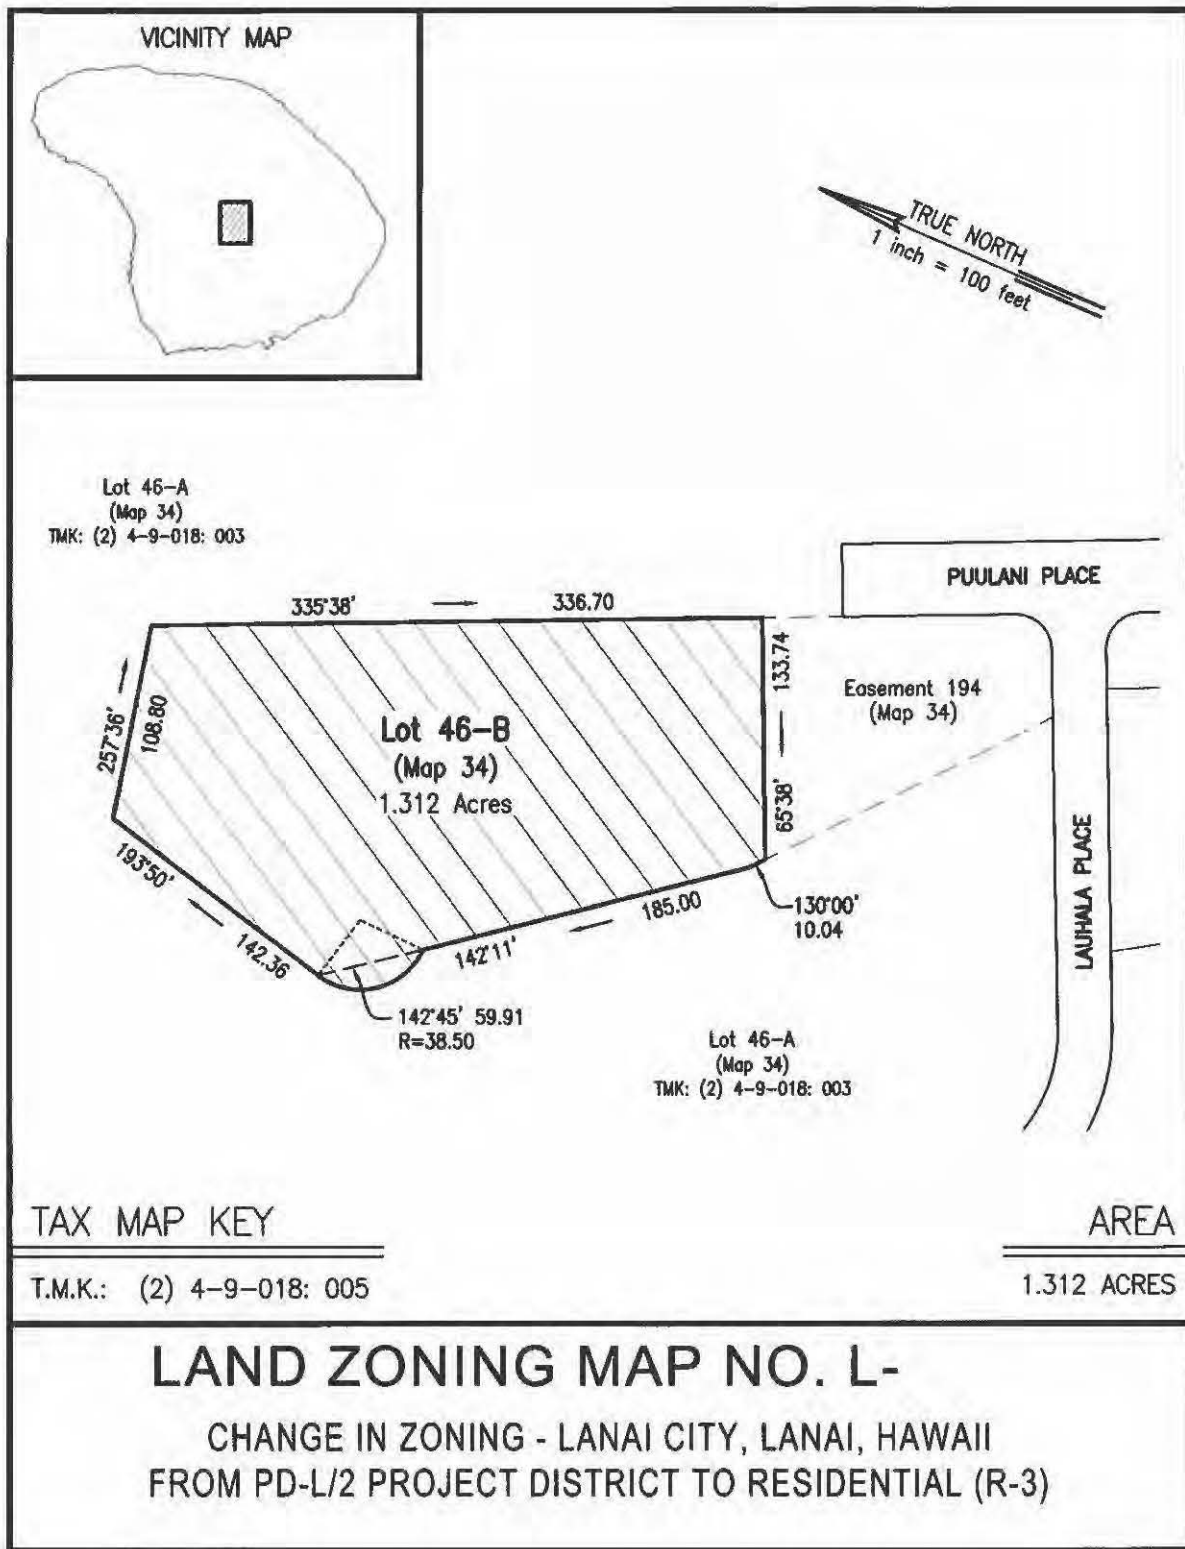 VICINITY MAP
TRUE NORTH
1 inch = 100 feet
Lot 46-A
(Map 34)
TMK: (2) 4-9-018: 003
PUULANI PLACE
335°38' 336.70
133.74
Easement 194
(Map 34)
257°36'
108.80
Lot 46-B
(Map 34)
1.312 Acres
65°38'
LAUHALA PLACE
193°50'
142.36
185.00
142°11'
130°00'
10.04
142°45' 59.91
R=38.50
Lot 46-A
(Map 34)
TMK: (2) 4-9-018: 003
TAX MAP KEY
AREA
T.M.K.: (2) 4-9-018: 005
1.312 ACRES
LAND ZONING MAP NO. L-
CHANGE IN ZONING - LANAI CITY, LANAI, HAWAII
FROM PD-L/2 PROJECT DISTRICT TO RESIDENTIAL (R-3)